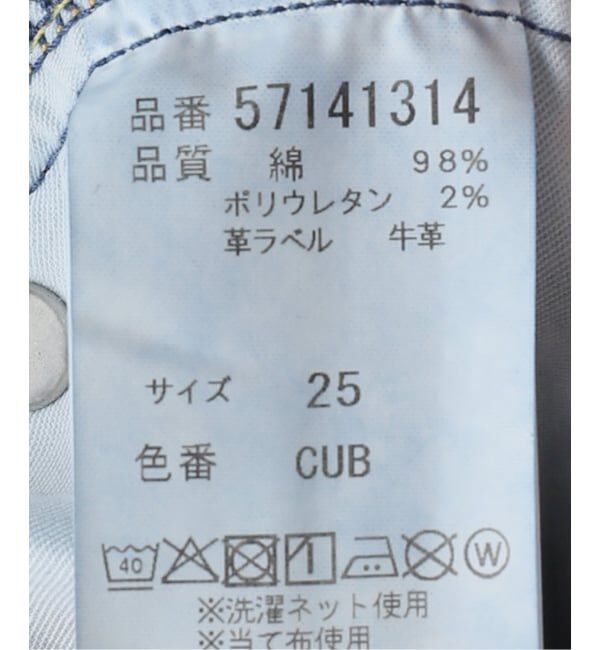 品番 57141314
品質 綿 98%
ポリウレタン 2%
革ラベル 牛革
サイズ 25
色番 CUB
40 W
※洗濯ネット使用
※当て布使用